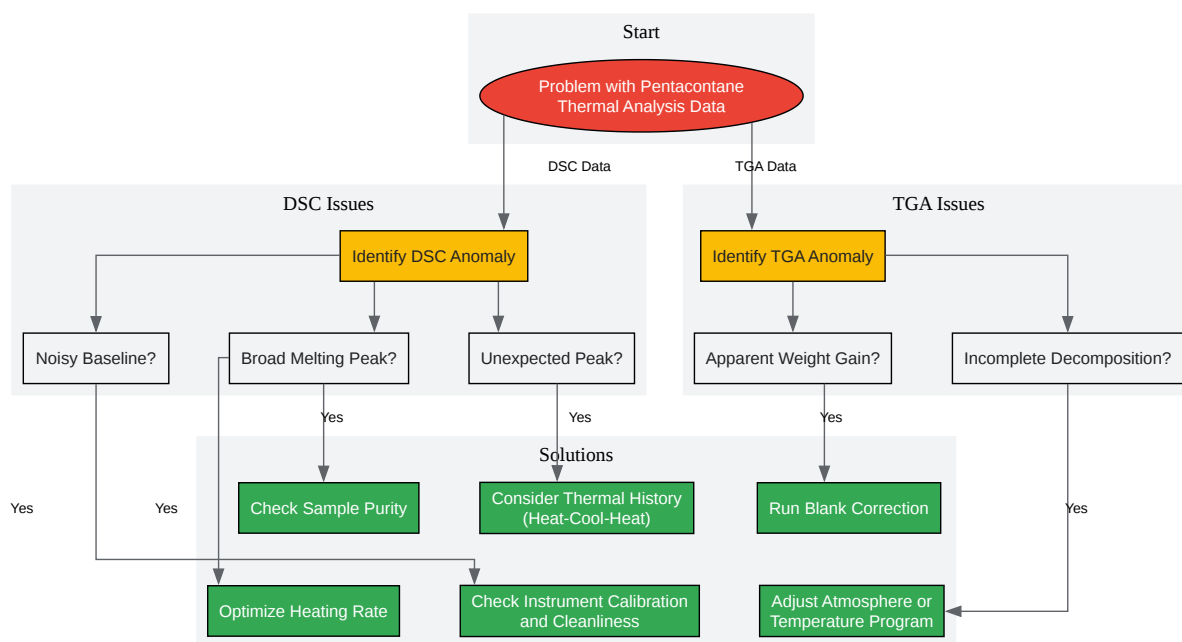 Start
Problem with Pentacontane
Thermal Analysis Data
DSC Data
TGA Data
DSC Issues
TGA Issues
Identify DSC Anomaly
Identify TGA Anomaly
Noisy Baseline?
Broad Melting Peak?
Unexpected Peak?
Apparent Weight Gain?
Incomplete Decomposition?
Yes
Yes
Yes
Solutions
Check Sample Purity
Consider Thermal History
(Heat-Cool-Heat)
Run Blank Correction
Yes
Yes
Yes
Optimize Heating Rate
Check Instrument Calibration
and Cleanliness
Adjust Atmosphere or
Temperature Program